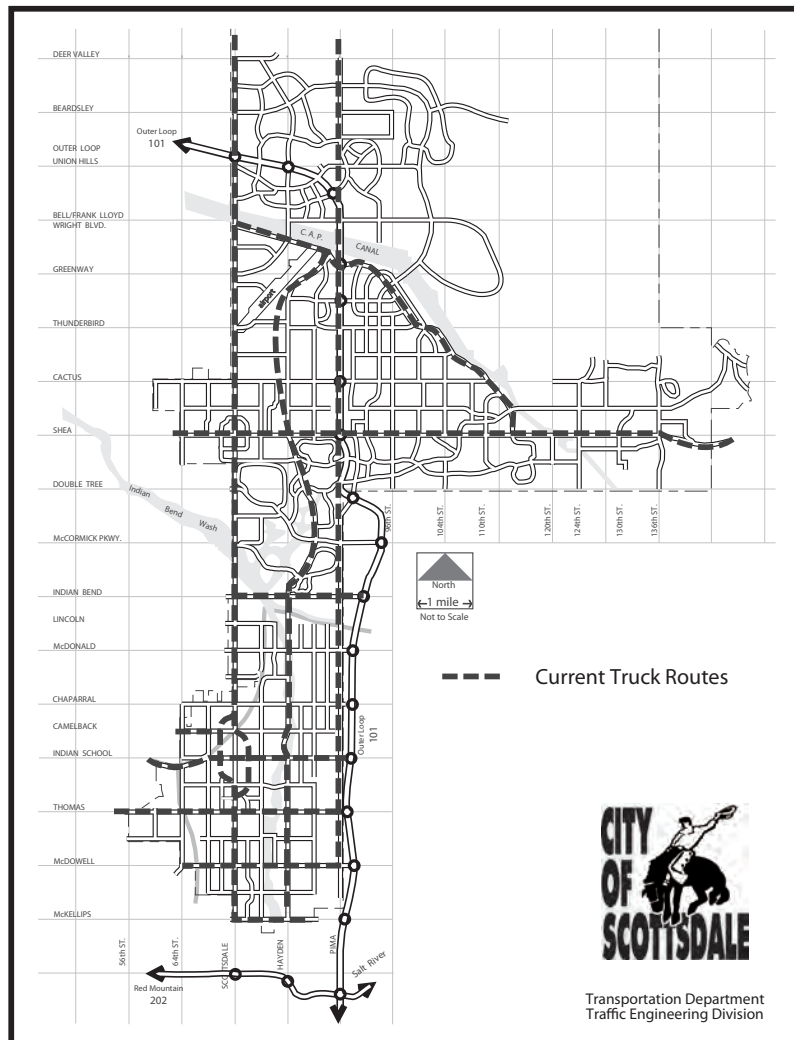 DEER VALLEY
BEARDSLEY
Outer Loop
101
OUTER LOOP
UNION HILLS
BELL/FRANK LLOYD
WRIGHT BLVD.
C. A. P.
CANAL
GREENWAY
airport
THUNDERBIRD
CACTUS
SHEA
DOUBLE TREE
Indian
Bend
Wash
96th ST.
104th ST.
110th ST.
120th ST.
124th ST.
130th ST.
136th ST.
McCORMICK PKWY.
North
1 mile
Not to Scale
INDIAN BEND
LINCOLN
McDONALD
Current Truck Routes
CHAPARRAL
CAMELBACK
Outer Loop
101
INDIAN SCHOOL
THOMAS
McDOWELL
McKELLIPS
56th ST.
64th ST.
SCOTTSDALE
HAYDEN
PIMA
Salt River
Red Mountain
202
CITY
OF
SCOTTSDALE
Transportation Department
Traffic Engineering Division